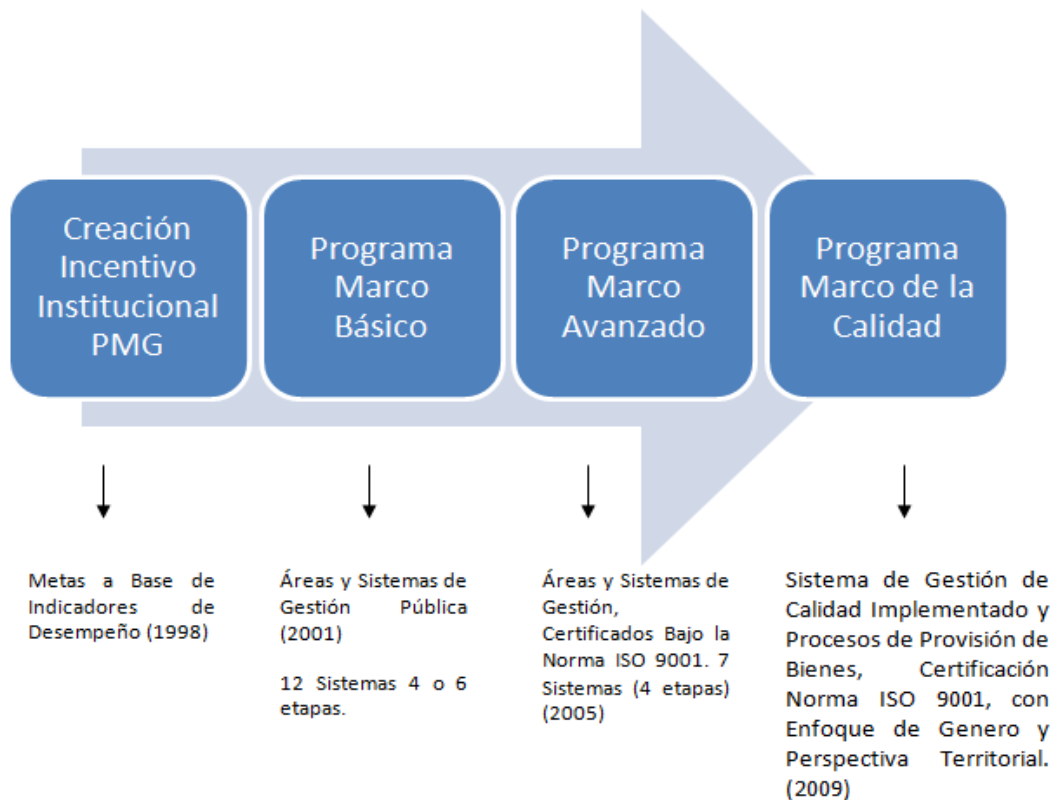 Creación
Incentivo
Institucional
PMG
Programa
Marco
Básico
Programa
Marco
Avanzado
Programa
Marco de la
Calidad
Metas a Base de
Indicadores de
Desempeño (1998)
Áreas y Sistemas de
Gestión Pública
(2001)
12 Sistemas 4 o 6
etapas.
Áreas y Sistemas de
Gestión,
Certificados Bajo la
Norma ISO 9001. 7
Sistemas (4 etapas)
(2005)
Sistema de Gestión de
Calidad Implementado y
Procesos de Provisión de
Bienes, Certificación
Norma ISO 9001, con
Enfoque de Genero y
Perspectiva Territorial.
(2009)